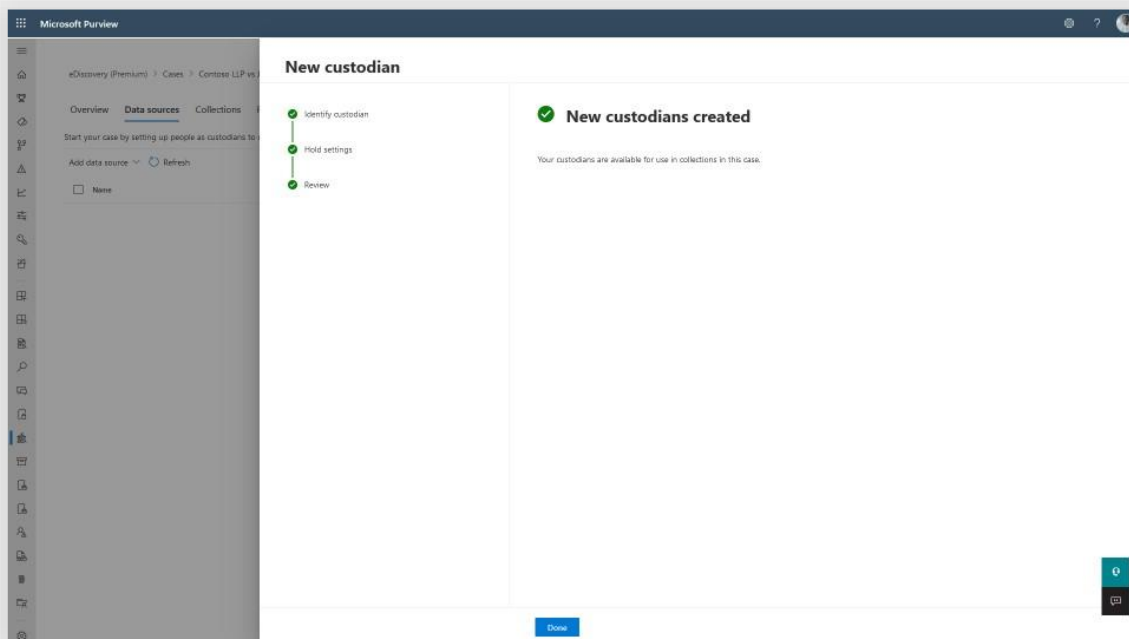 Microsoft Purview
?
New custodian
eDiscovery (Premium) > Cases > Contoso LLP vs
Overview Data sources Collections
Start your case by setting up people as custodians to
Add data source Refresh
Name
Identify custodian
Hold settings
Review
New custodians created
Your custodians are available for use in collections in this case.
Done